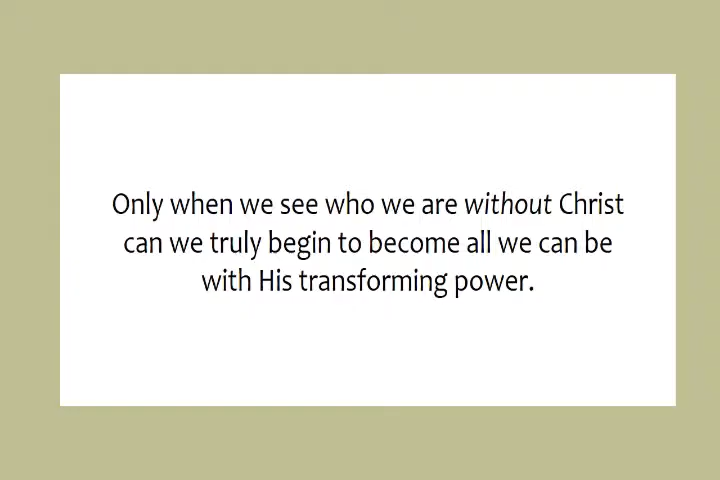 Only when we see who we are without Christ
can we truly begin to become all we can be
with His transforming power.